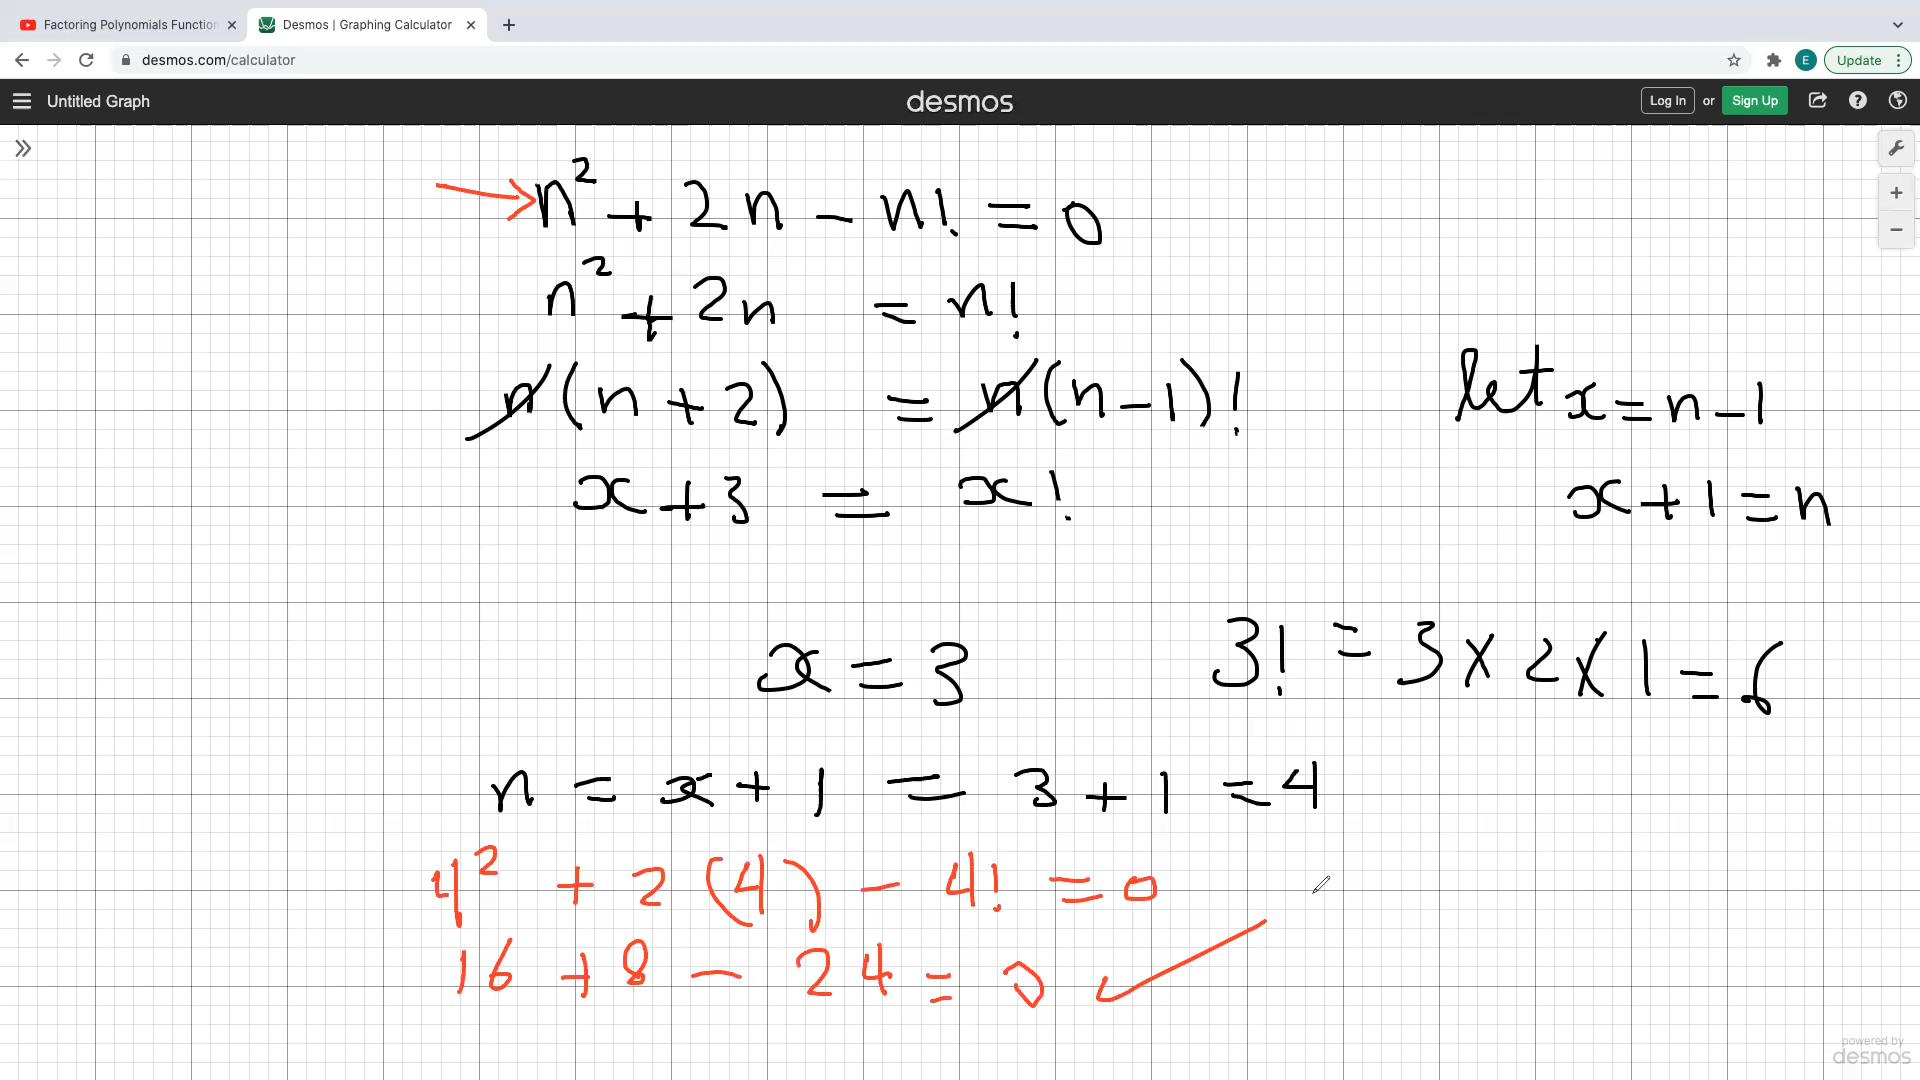 Factoring Polynomials Function
Desmos | Graphing Calculator
desmos.com/calculator
E
Update
Untitled Graph
desmos
Log In or Sign Up
n² + 2n - n! = 0
n² + 2n = n!
n(n + 2) = n(n - 1)!
let x = n - 1
x + 3 = x!
x + 1 = n
x = 3
3! = 3 x 2 x 1 = 6
n = x + 1 = 3 + 1 = 4
4² + 2 (4) - 4! = 0
16 + 8 - 24 = 0
powered by
desmos